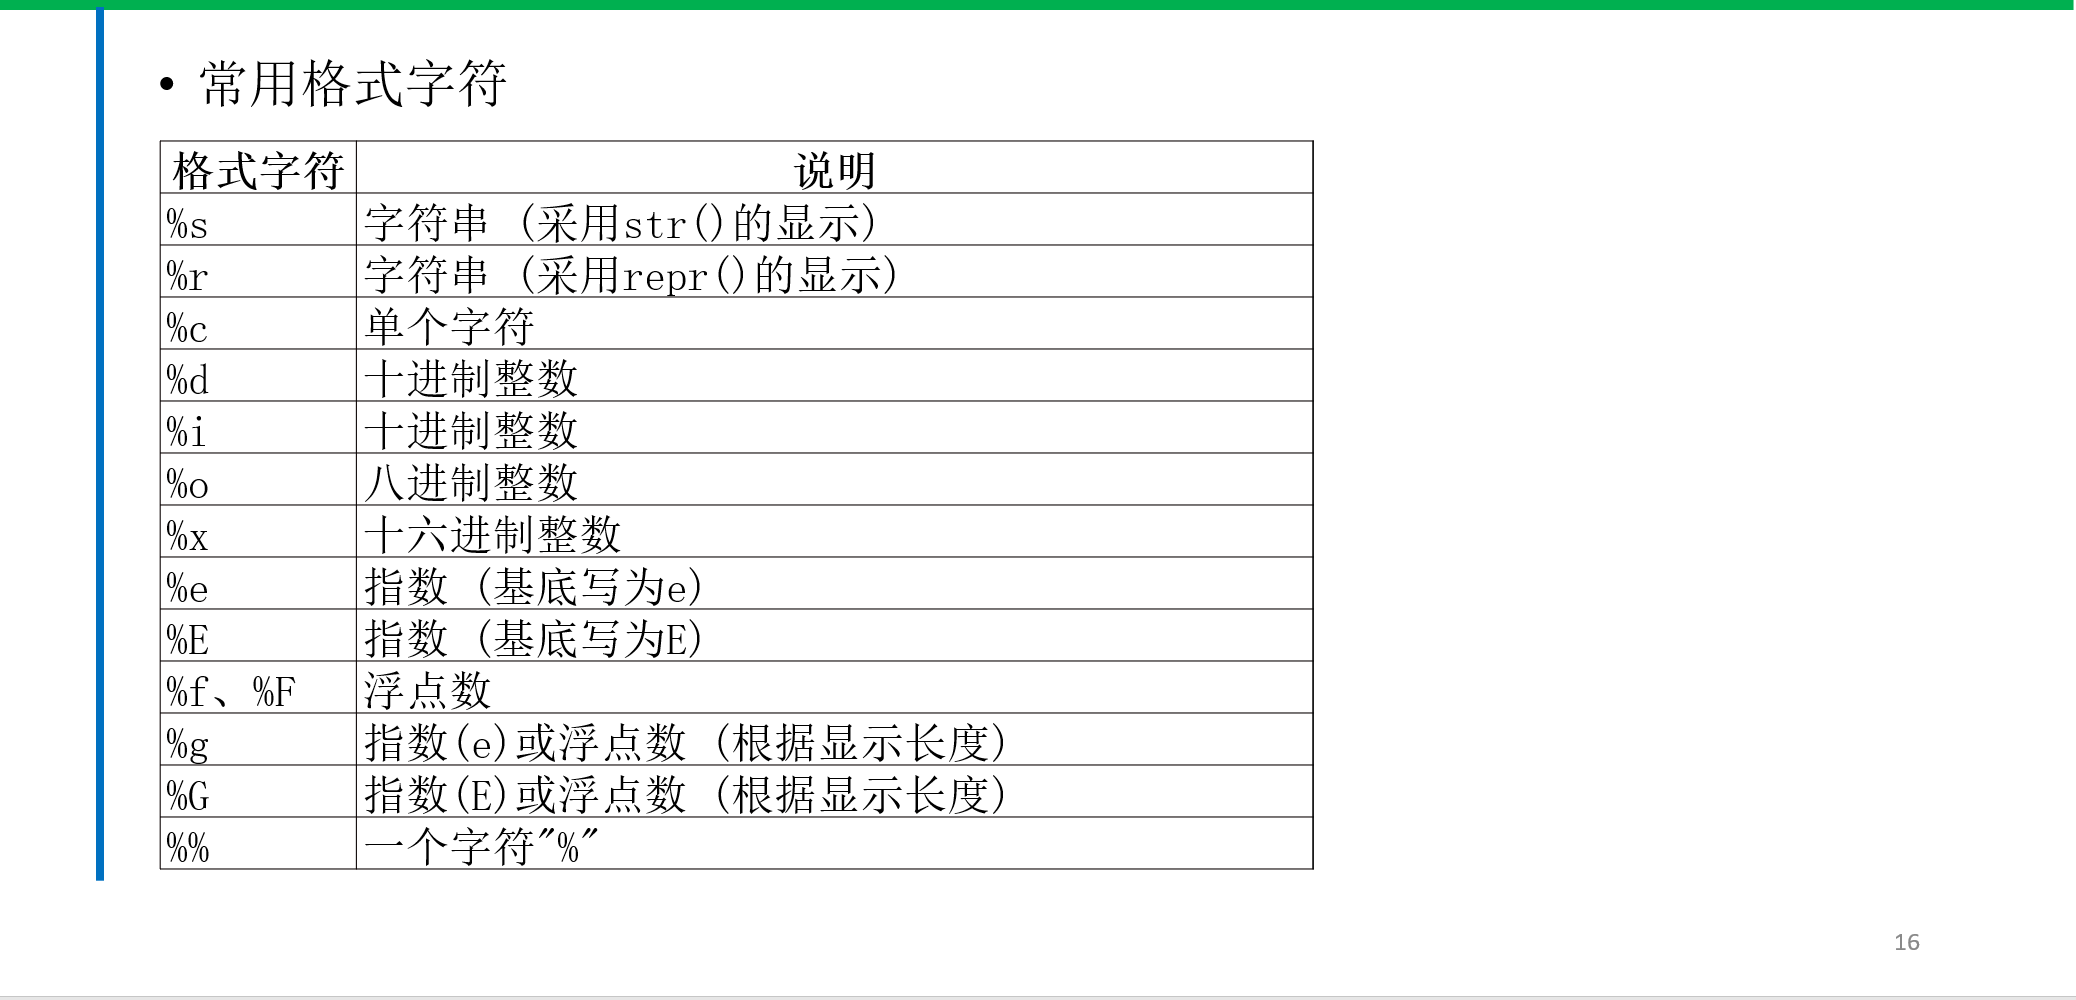 • 常用格式字符
格式字符 说明
%s 字符串 (采用str()的显示)
%r 字符串 (采用repr()的显示)
%c 单个字符
%d 十进制整数
%i 十进制整数
%o 八进制整数
%x 十六进制整数
%e 指数 (基底写为e)
%E 指数 (基底写为E)
%f、%F 浮点数
%g 指数(e)或浮点数 (根据显示长度)
%G 指数(E)或浮点数 (根据显示长度)
%% 一个字符"%"
16